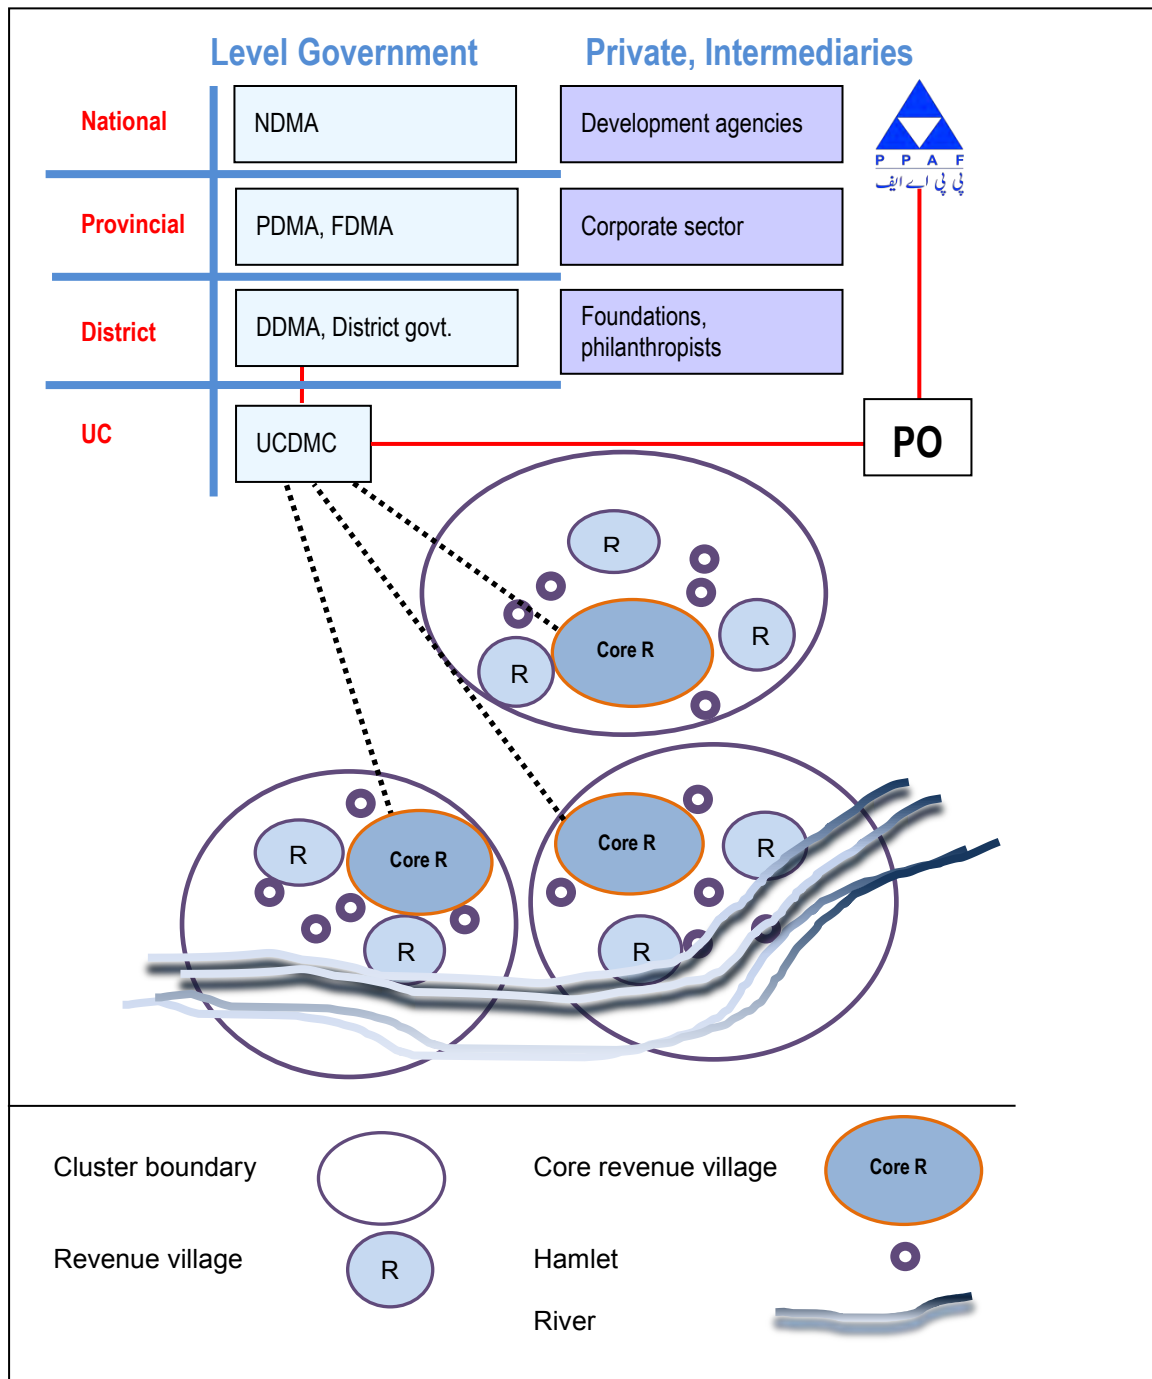 Level Government
Private, Intermediaries
National
NDMA
Development agencies
P P A F
پی پی اے ایف
Provincial
PDMA, FDMA
Corporate sector
District
DDMA, District govt.
Foundations,
philanthropists
UC
UCDMC
PO
R
R
Core R
R
R
Core R
R
Core R
R
R
Cluster boundary
Core revenue village
Core R
Revenue village
R
Hamlet
River